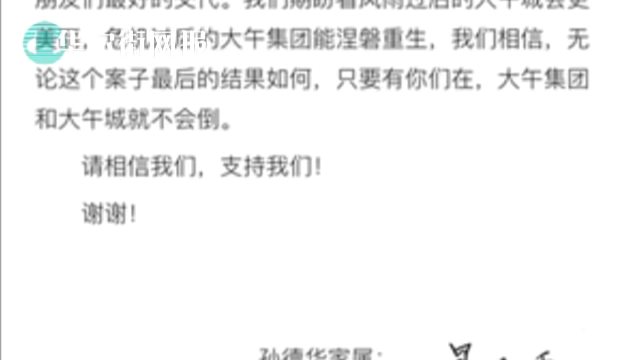 朋友们最好的交代。我们期盼着风雨过后的大午城会更
美
后的大午集团能涅磐重生，我们相信，无
论这个案子最后的结果如何，只要有你们在，大午集团
和大午城就不会倒。
请相信我们，支持我们！
谢谢！
孙德华家属：